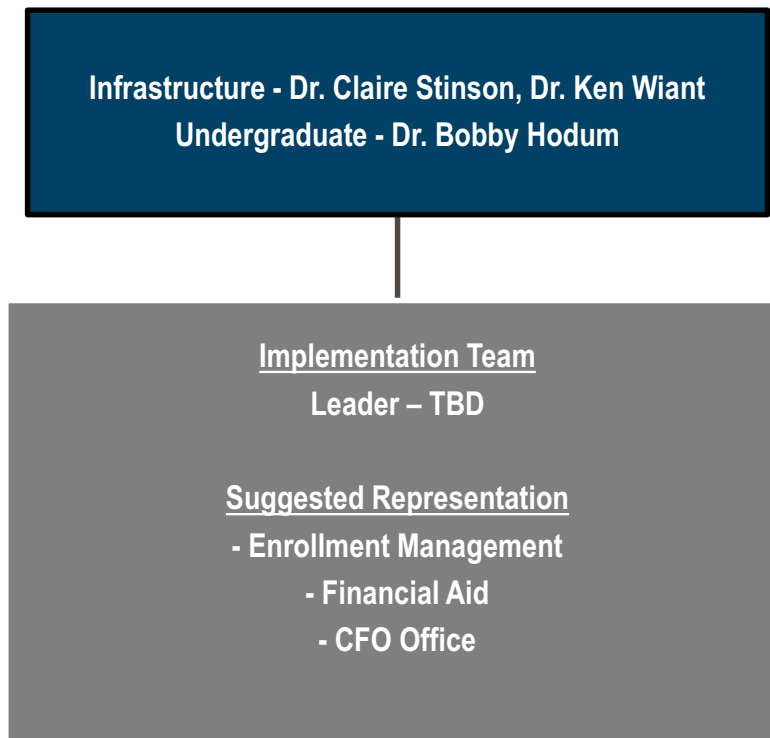 Infrastructure - Dr. Claire Stinson, Dr. Ken Wiant
Undergraduate - Dr. Bobby Hodum
Implementation Team
Leader – TBD
Suggested Representation
- Enrollment Management
- Financial Aid
- CFO Office